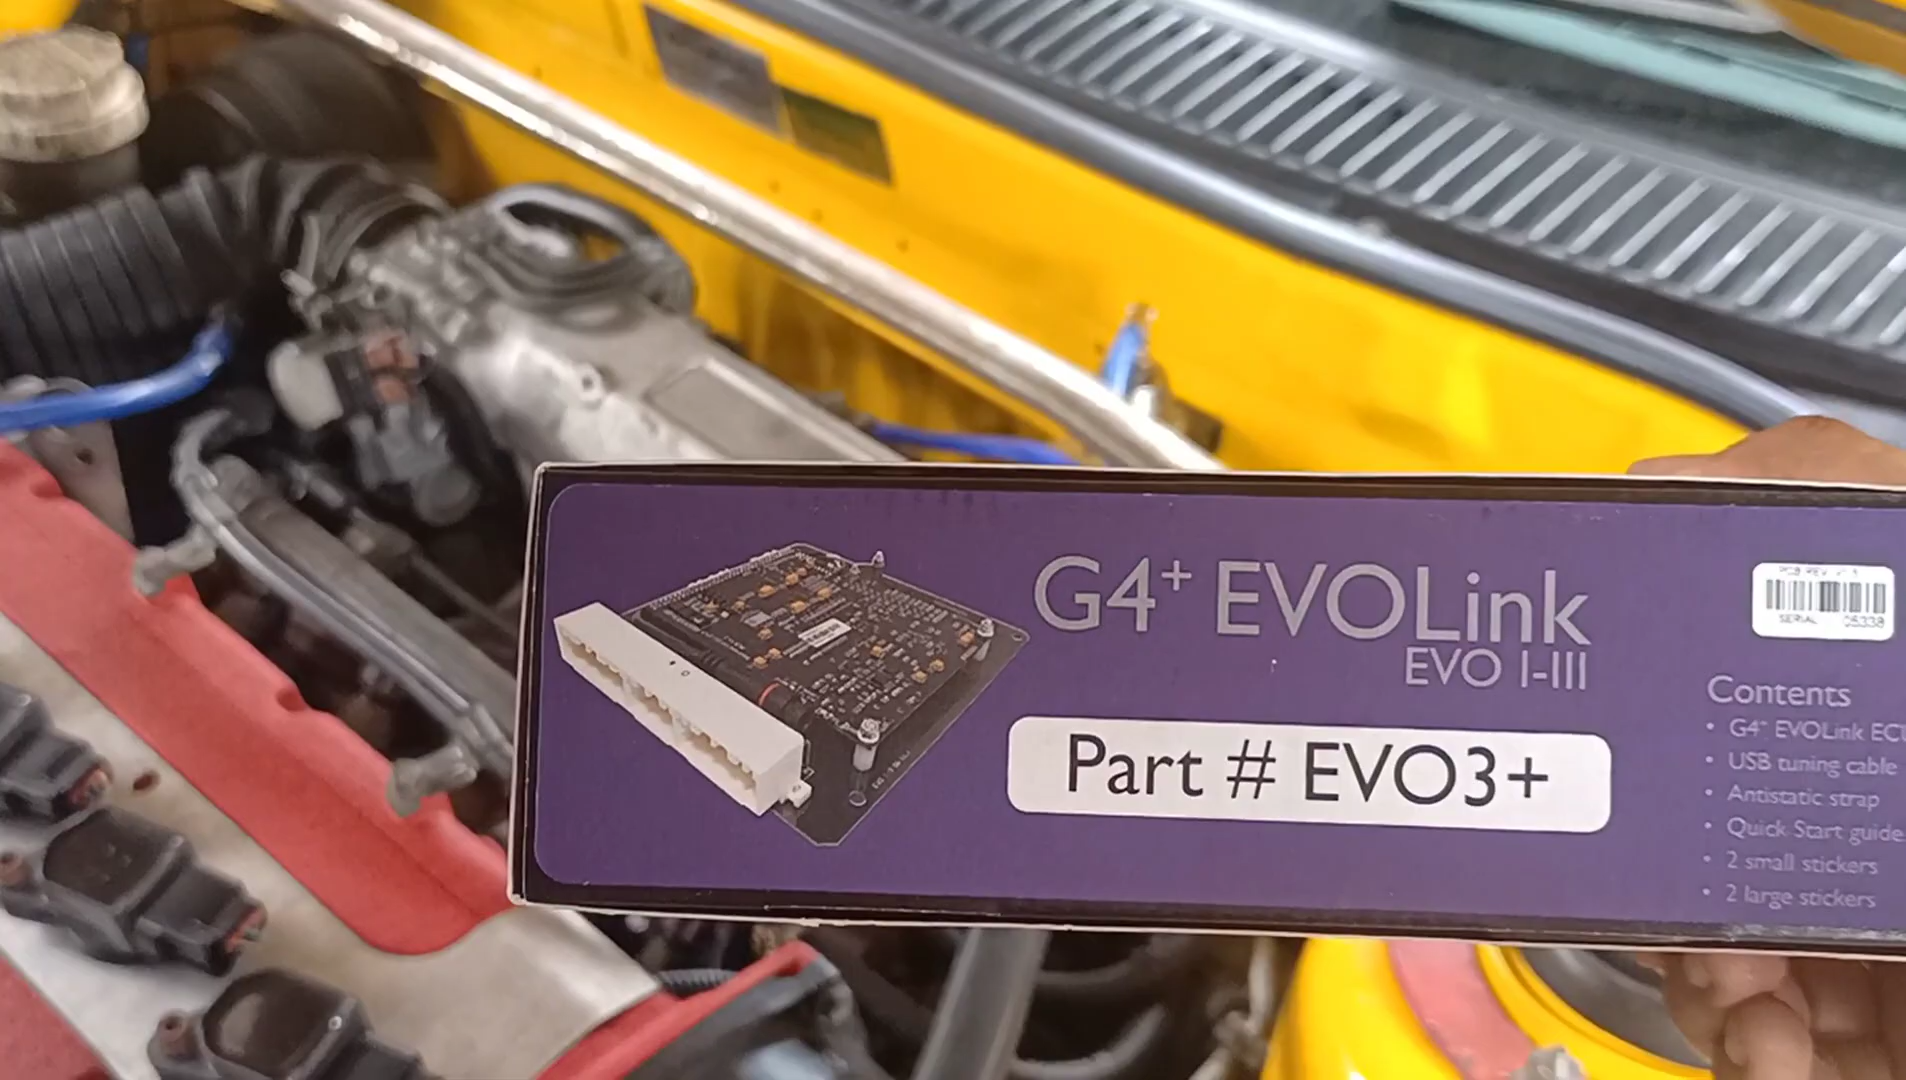 G4+ EVOLink
EVO I-III
Part # EVO3+
SERIAL 05338
Contents
• G4+ EVOLink ECU
• USB tuning cable
• Antistatic strap
• Quick Start guide
• 2 small stickers
• 2 large stickers